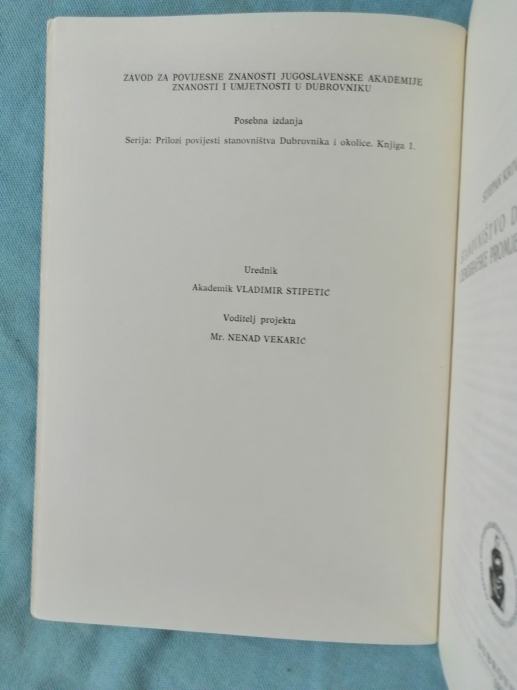 ZAVOD ZA POVIJESNE ZNANOSTI JUGOSLAVENSKE AKADEMIJE
ZNANOSTI I UMJETNOSTI U DUBROVNIKU
Posebna izdanja
Serija: Prilozi povijesti stanovništva Dubrovnika i okolice. Knjiga 1.
Urednik
Akademik VLADIMIR STIPETIĆ
Voditelj projekta
Mr. NENAD VEKARIĆ